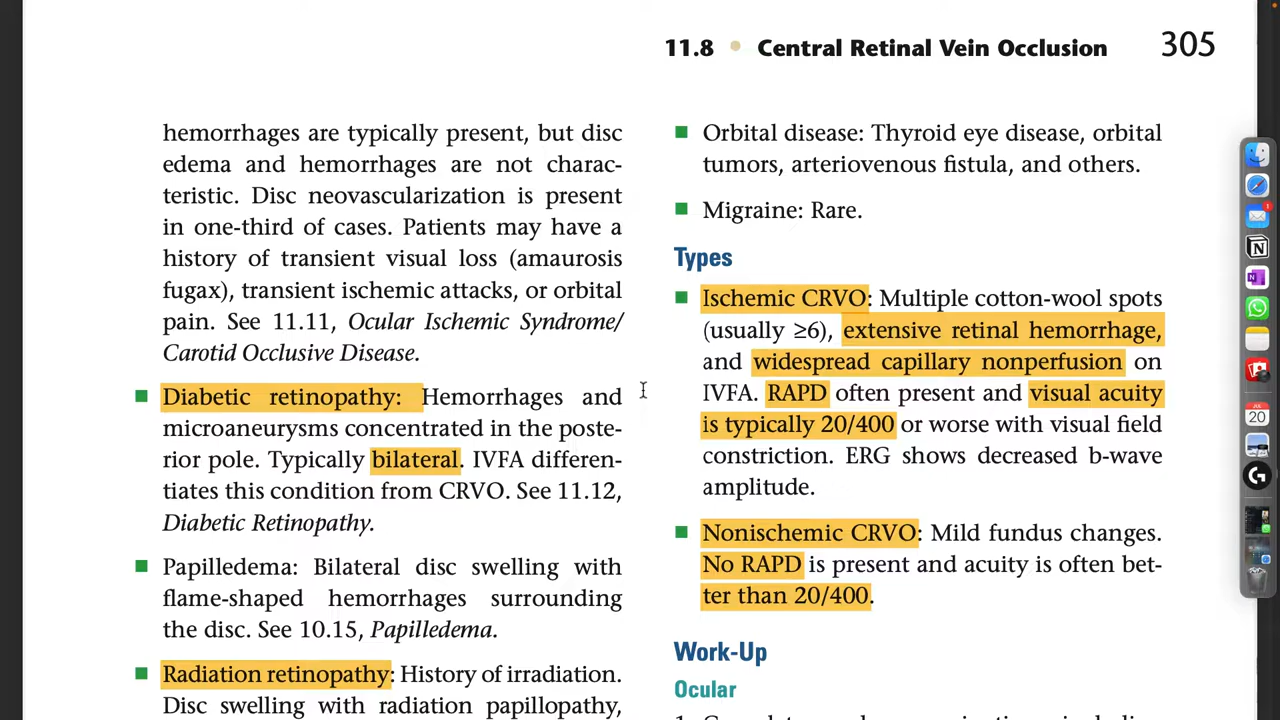 11.8 • Central Retinal Vein Occlusion 305
hemorrhages are typically present, but disc
edema and hemorrhages are not charac-
teristic. Disc neovascularization is present
in one-third of cases. Patients may have a
history of transient visual loss (amaurosis
fugax), transient ischemic attacks, or orbital
pain. See 11.11, Ocular Ischemic Syndrome/
Carotid Occlusive Disease.
Diabetic retinopathy: Hemorrhages and
microaneurysms concentrated in the poste-
rior pole. Typically bilateral. IVFA differen-
tiates this condition from CRVO. See 11.12,
Diabetic Retinopathy.
Papilledema: Bilateral disc swelling with
flame-shaped hemorrhages surrounding
the disc. See 10.15, Papilledema.
Radiation retinopathy: History of irradiation.
Disc swelling with radiation papillopathy,
Orbital disease: Thyroid eye disease, orbital
tumors, arteriovenous fistula, and others.
Migraine: Rare.
Types
Ischemic CRVO: Multiple cotton-wool spots
(usually ≥6), extensive retinal hemorrhage,
and widespread capillary nonperfusion on
IVFA. RAPD often present and visual acuity
is typically 20/400 or worse with visual field
constriction. ERG shows decreased b-wave
amplitude.
Nonischemic CRVO: Mild fundus changes.
No RAPD is present and acuity is often bet-
ter than 20/400.
Work-Up
Ocular
20